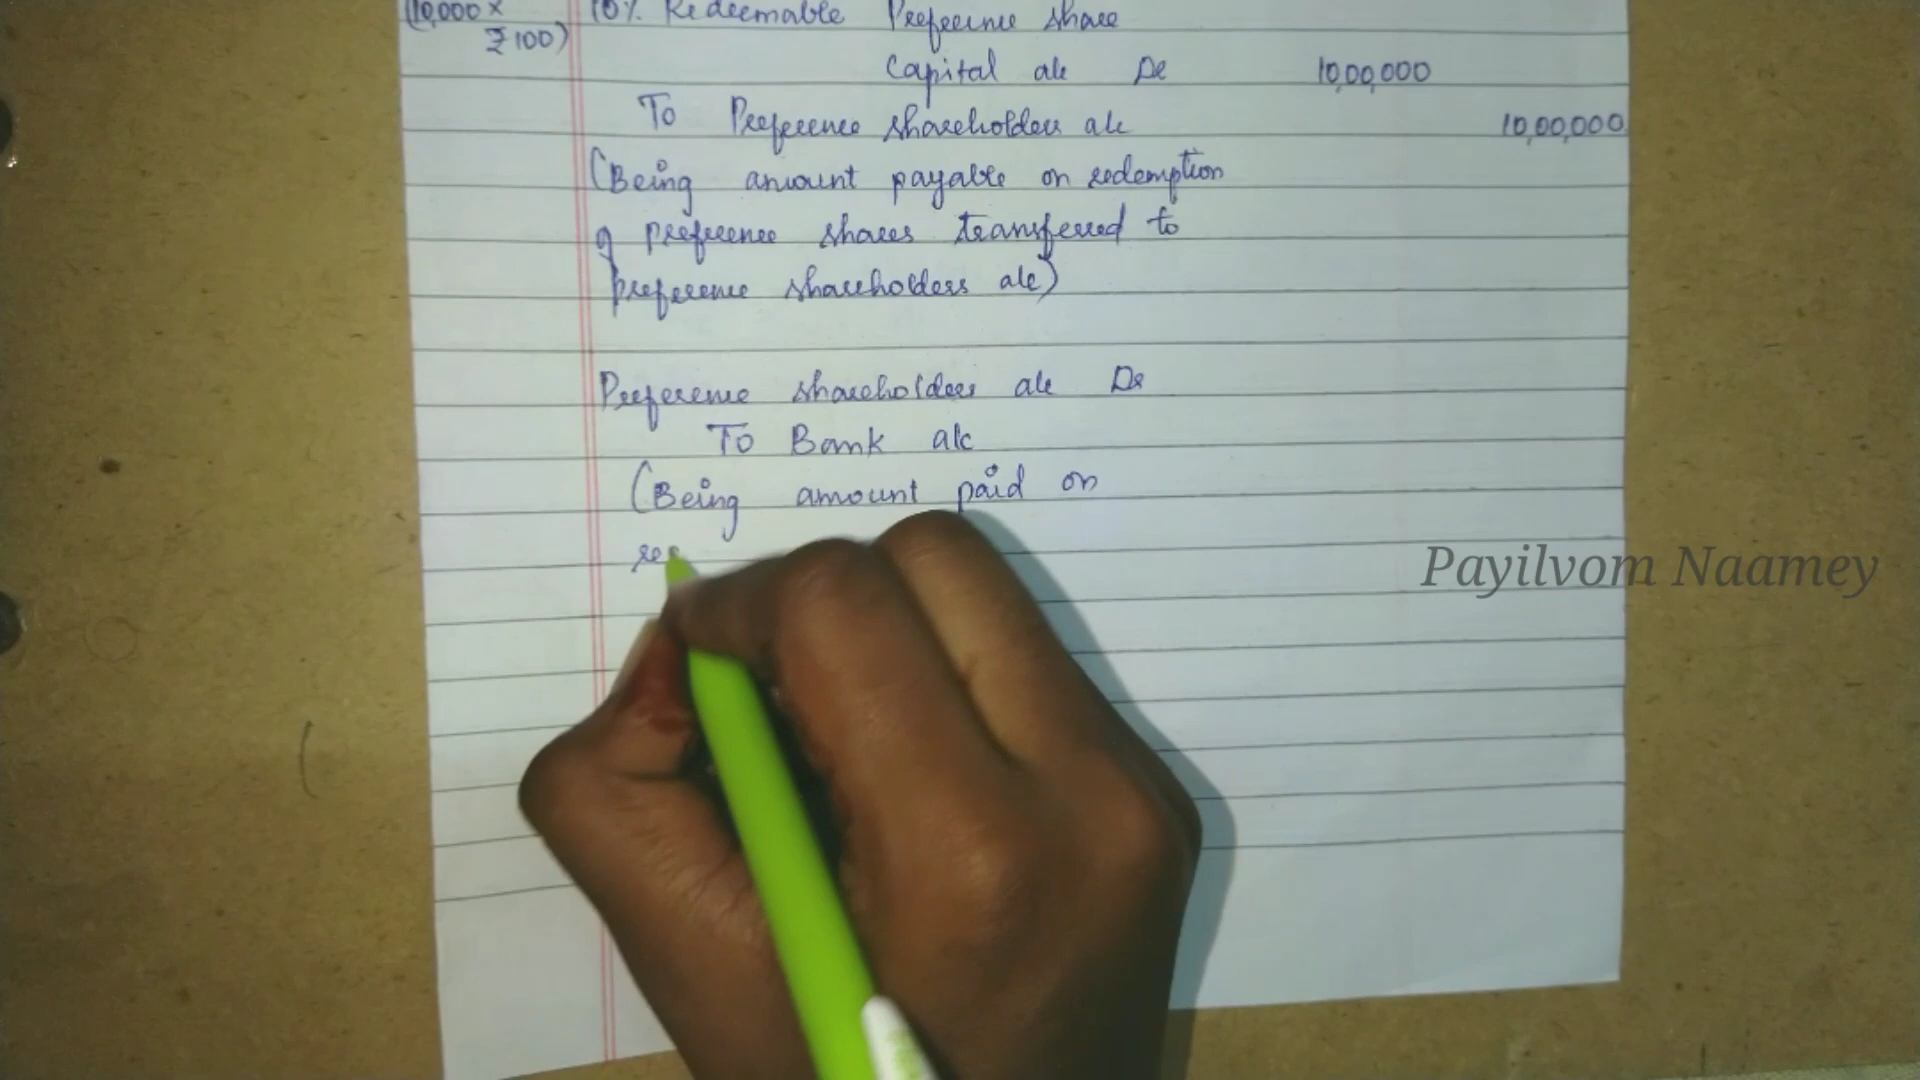 (10,000 × 10% Redeemable Preference share
₹100)
Capital a/c Dr 10,00,000
To Preference shareholders a/c 10,00,000
(Being amount payable on redemption
of preference shares transferred to
preference shareholders a/c)
Preference shareholders a/c Dr
To Bank a/c
(Being amount paid on
Payilvom Naamey